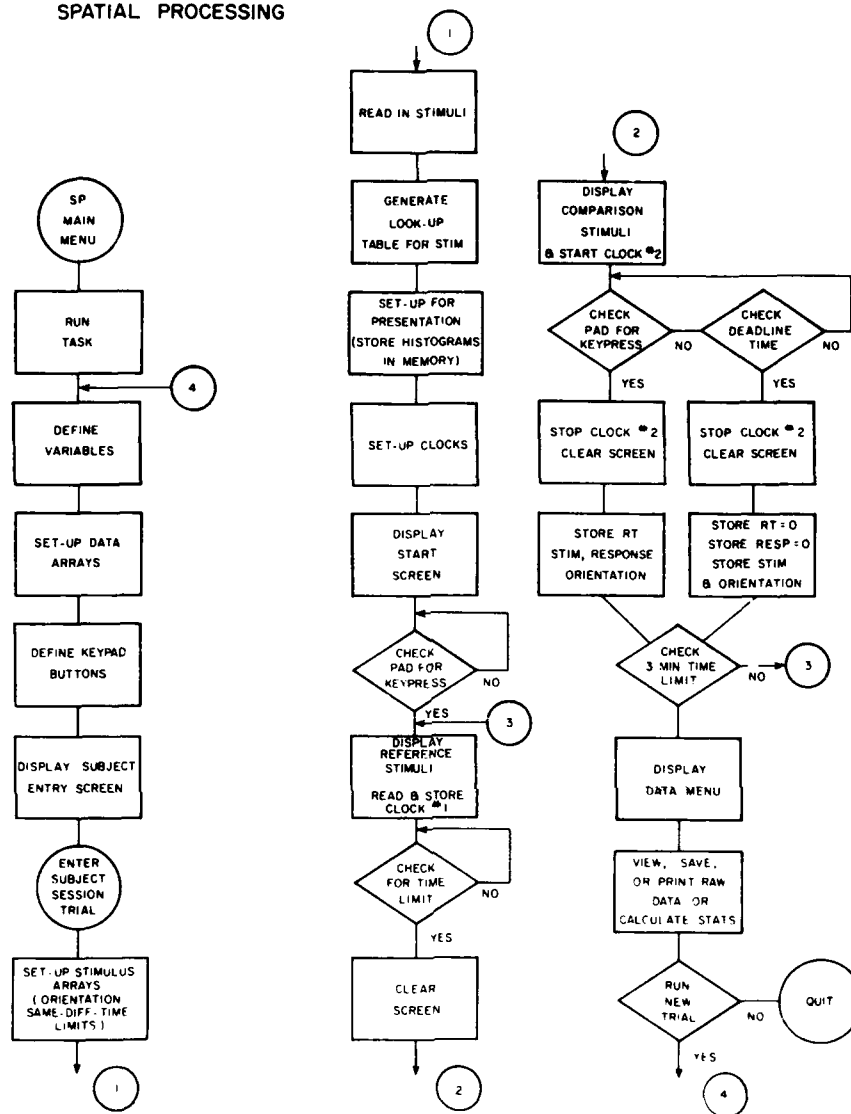 SPATIAL PROCESSING
SP
MAIN
MENU
RUN
TASK
4
DEFINE
VARIABLES
SET-UP DATA
ARRAYS
DEFINE KEYPAD
BUTTONS
DISPLAY SUBJECT
ENTRY SCREEN
ENTER
SUBJECT
SESSION
TRIAL
SET-UP STIMULUS
ARRAYS
(ORIENTATION
SAME-DIFF-TIME
LIMITS)
1
1
READ IN STIMULI
GENERATE
LOOK-UP
TABLE FOR STIM
SET-UP FOR
PRESENTATION
(STORE HISTOGRAMS
IN MEMORY)
SET-UP CLOCKS
DISPLAY
START
SCREEN
CHECK
PAD FOR
KEYPRESS
NO
YES
3
DISPLAY
REFERENCE
STIMULI
READ & STORE
CLOCK #1
CHECK
FOR TIME
LIMIT
NO
YES
CLEAR
SCREEN
2
2
DISPLAY
COMPARISON
STIMULI
& START CLOCK #2
CHECK
PAD FOR
KEYPRESS
NO
CHECK
DEADLINE
TIME
NO
YES
YES
STOP CLOCK #2
CLEAR SCREEN
STOP CLOCK #2
CLEAR SCREEN
STORE RT
STIM, RESPONSE
ORIENTATION
STORE RT=0
STORE RESP=0
STORE STIM
& ORIENTATION
CHECK
3 MIN TIME
LIMIT
NO
3
DISPLAY
DATA MENU
VIEW, SAVE,
OR PRINT RAW
DATA OR
CALCULATE STATS
RUN
NEW
TRIAL
NO
QUIT
YES
4